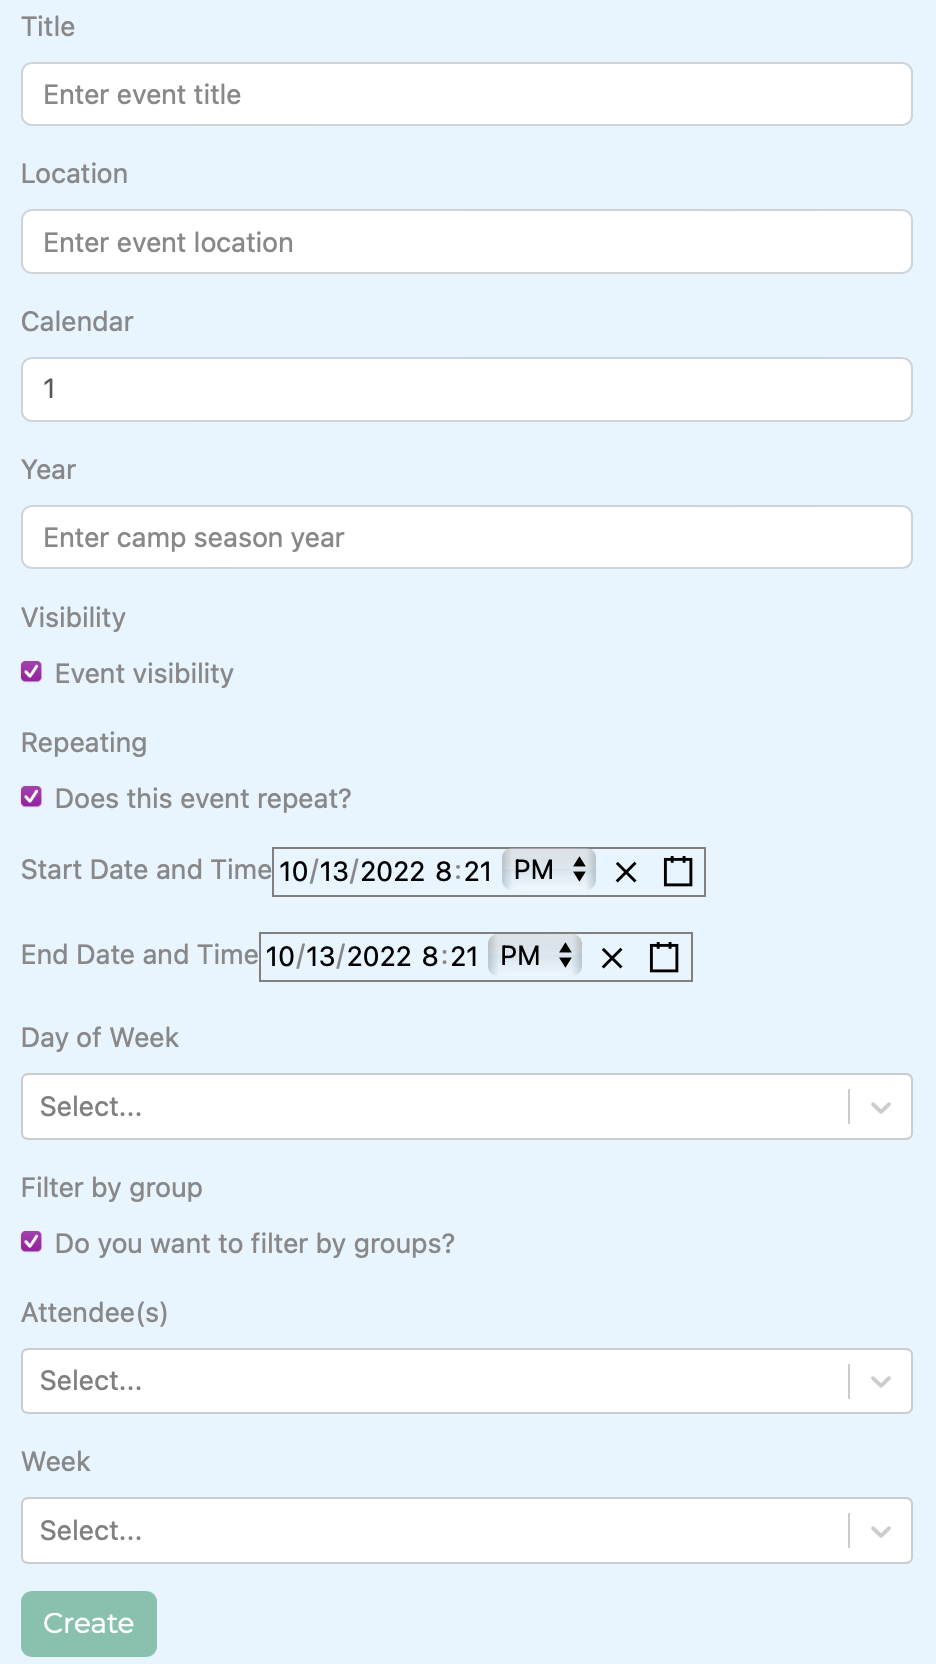 Title
Enter event title
Location
Enter event location
Calendar
1
Year
Enter camp season year
Visibility
Event visibility
Repeating
Does this event repeat?
Start Date and Time 10/13/2022 8:21 PM
End Date and Time 10/13/2022 8:21 PM
Day of Week
Select...
Filter by group
Do you want to filter by groups?
Attendee(s)
Select...
Week
Select...
Create